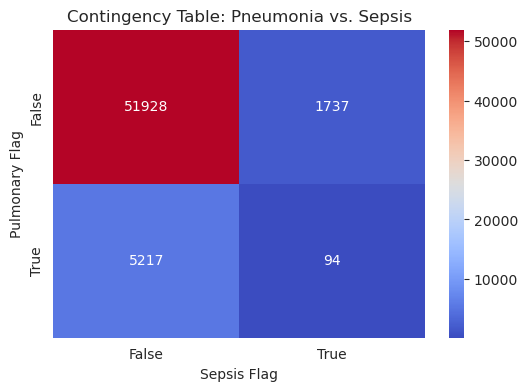 Contingency Table: Pneumonia vs. Sepsis
50000
False
51928
1737
40000
Pulmonary Flag
30000
20000
True
5217
94
10000
False
True
Sepsis Flag